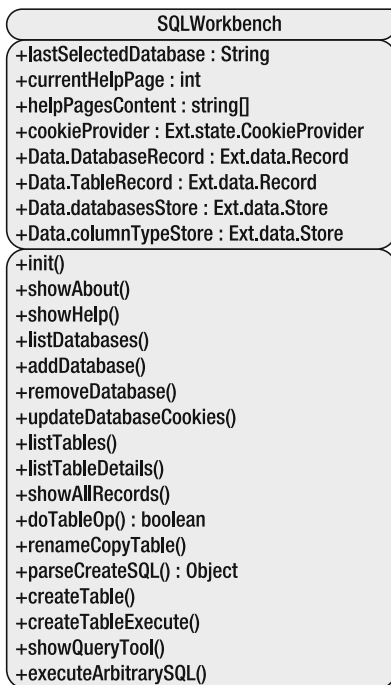 SQLWorkbench
+lastSelectedDatabase : String
+currentHelpPage : int
+helpPagesContent : string[]
+cookieProvider : Ext.state.CookieProvider
+Data.DatabaseRecord : Ext.data.Record
+Data.TableRecord : Ext.data.Record
+Data.databasesStore : Ext.data.Store
+Data.columnTypeStore : Ext.data.Store
+init()
+showAbout()
+showHelp()
+listDatabases()
+addDatabase()
+removeDatabase()
+updateDatabaseCookies()
+listTables()
+listTableDetails()
+showAllRecords()
+doTableOp() : boolean
+renameCopyTable()
+parseCreateSQL() : Object
+createTable()
+createTableExecute()
+showQueryTool()
+executeArbitrarySQL()